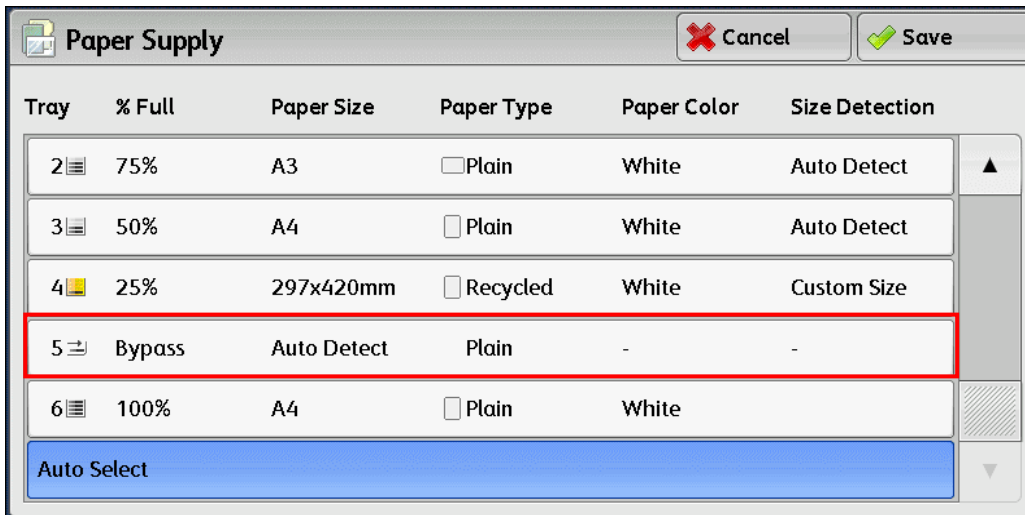 Paper Supply Cancel Save
Tray % Full Paper Size Paper Type Paper Color Size Detection
2 75% A3 Plain White Auto Detect
3 50% A4 Plain White Auto Detect
4 25% 297x420mm Recycled White Custom Size
5 Bypass Auto Detect Plain - -
6 100% A4 Plain White
Auto Select